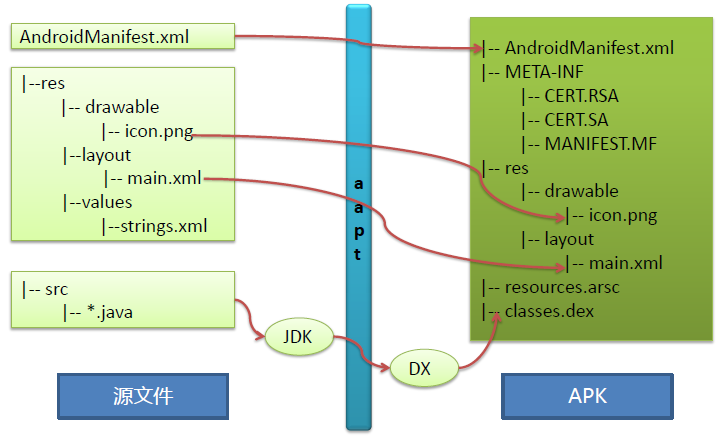 AndroidManifest.xml
|--res
|-- drawable
|-- icon.png
|--layout
|-- main.xml
|--values
|--strings.xml
|-- src
|-- *.java
JDK
DX
aapt
|-- AndroidManifest.xml
|-- META-INF
|-- CERT.RSA
|-- CERT.SA
|-- MANIFEST.MF
|-- res
|-- drawable
|-- icon.png
|-- layout
|-- main.xml
|-- resources.arsc
|-- classes.dex
源文件
APK